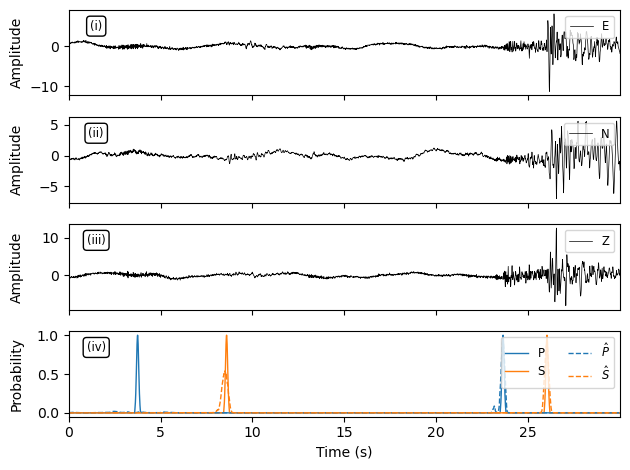 (i)
E
Amplitude
0
−10
(ii)
N
Amplitude
5
0
−5
(iii)
Z
Amplitude
10
0
(iv)
P
S
P̂
Ŝ
Probability
1.0
0.5
0.0
0 5 10 15 20 25
Time (s)